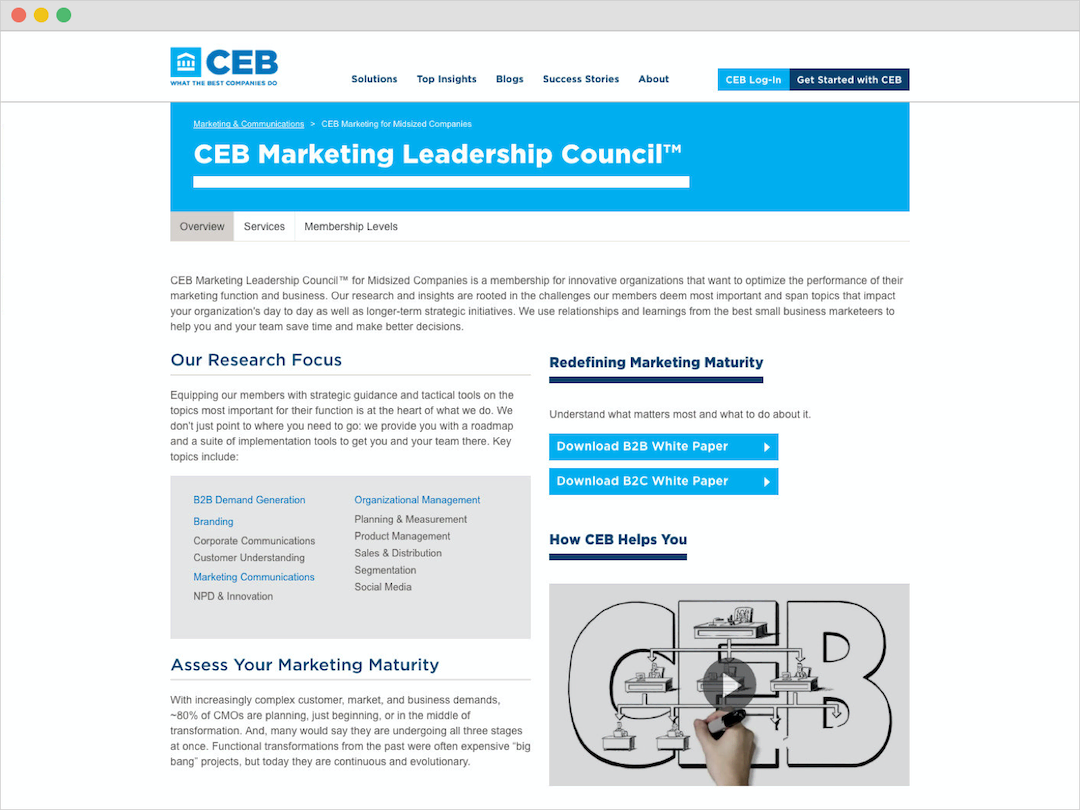 CEB
WHAT THE BEST COMPANIES DO
Solutions
Top Insights
Blogs
Success Stories
About
CEB Log-In
Get Started with CEB
Marketing & Communications > CEB Marketing for Midsized Companies
CEB Marketing Leadership Council™
Overview
Services
Membership Levels
CEB Marketing Leadership Council™ for Midsized Companies is a membership for innovative organizations that want to optimize the performance of their
marketing function and business. Our research and insights are rooted in the challenges our members deem most important and span topics that impact
your organization's day to day as well as longer-term strategic initiatives. We use relationships and learnings from the best small business marketeers to
help you and your team save time and make better decisions.
Our Research Focus
Equipping our members with strategic guidance and tactical tools on the
topics most important for their function is at the heart of what we do. We
don't just point to where you need to go: we provide you with a roadmap
and a suite of implementation tools to get you and your team there. Key
topics include:
B2B Demand Generation
Branding
Corporate Communications
Customer Understanding
Marketing Communications
NPD & Innovation
Organizational Management
Planning & Measurement
Product Management
Sales & Distribution
Segmentation
Social Media
Assess Your Marketing Maturity
With increasingly complex customer, market, and business demands,
~80% of CMOs are planning, just beginning, or in the middle of
transformation. And, many would say they are undergoing all three stages
at once. Functional transformations from the past were often expensive “big
bang” projects, but today they are continuous and evolutionary.
Redefining Marketing Maturity
Understand what matters most and what to do about it.
Download B2B White Paper
Download B2C White Paper
How CEB Helps You
CEB